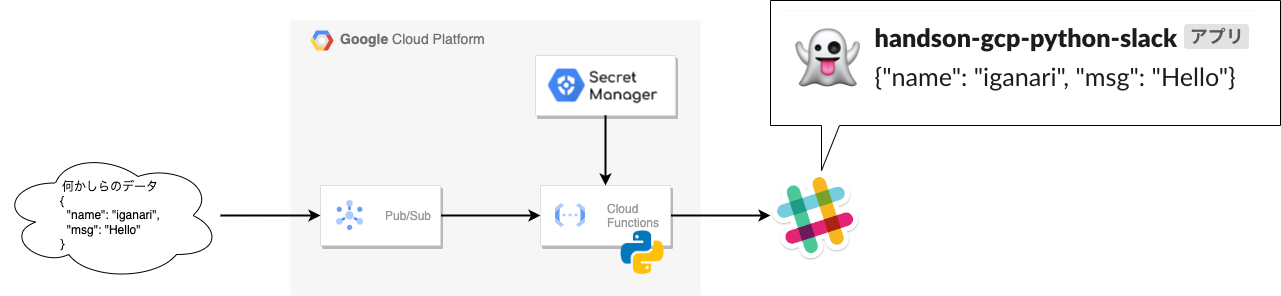 Google Cloud Platform
Secret
Manager
何かしらのデータ
{
"name": "iganari",
"msg": "Hello"
}
Pub/Sub
Cloud
Functions
handson-gcp-python-slack アプリ
{"name": "iganari", "msg": "Hello"}